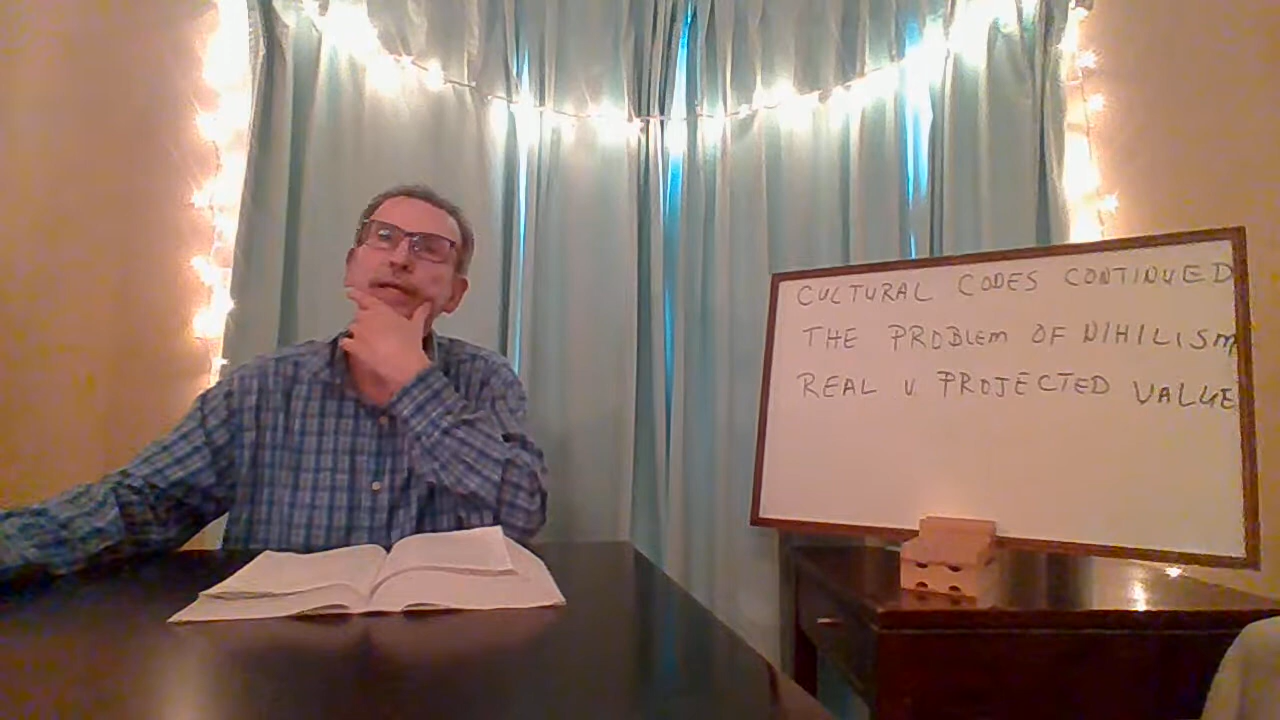 CULTURAL CODES CONTINUED
THE PROBLEM OF NIHILISM
REAL V. PROJECTED VALUE